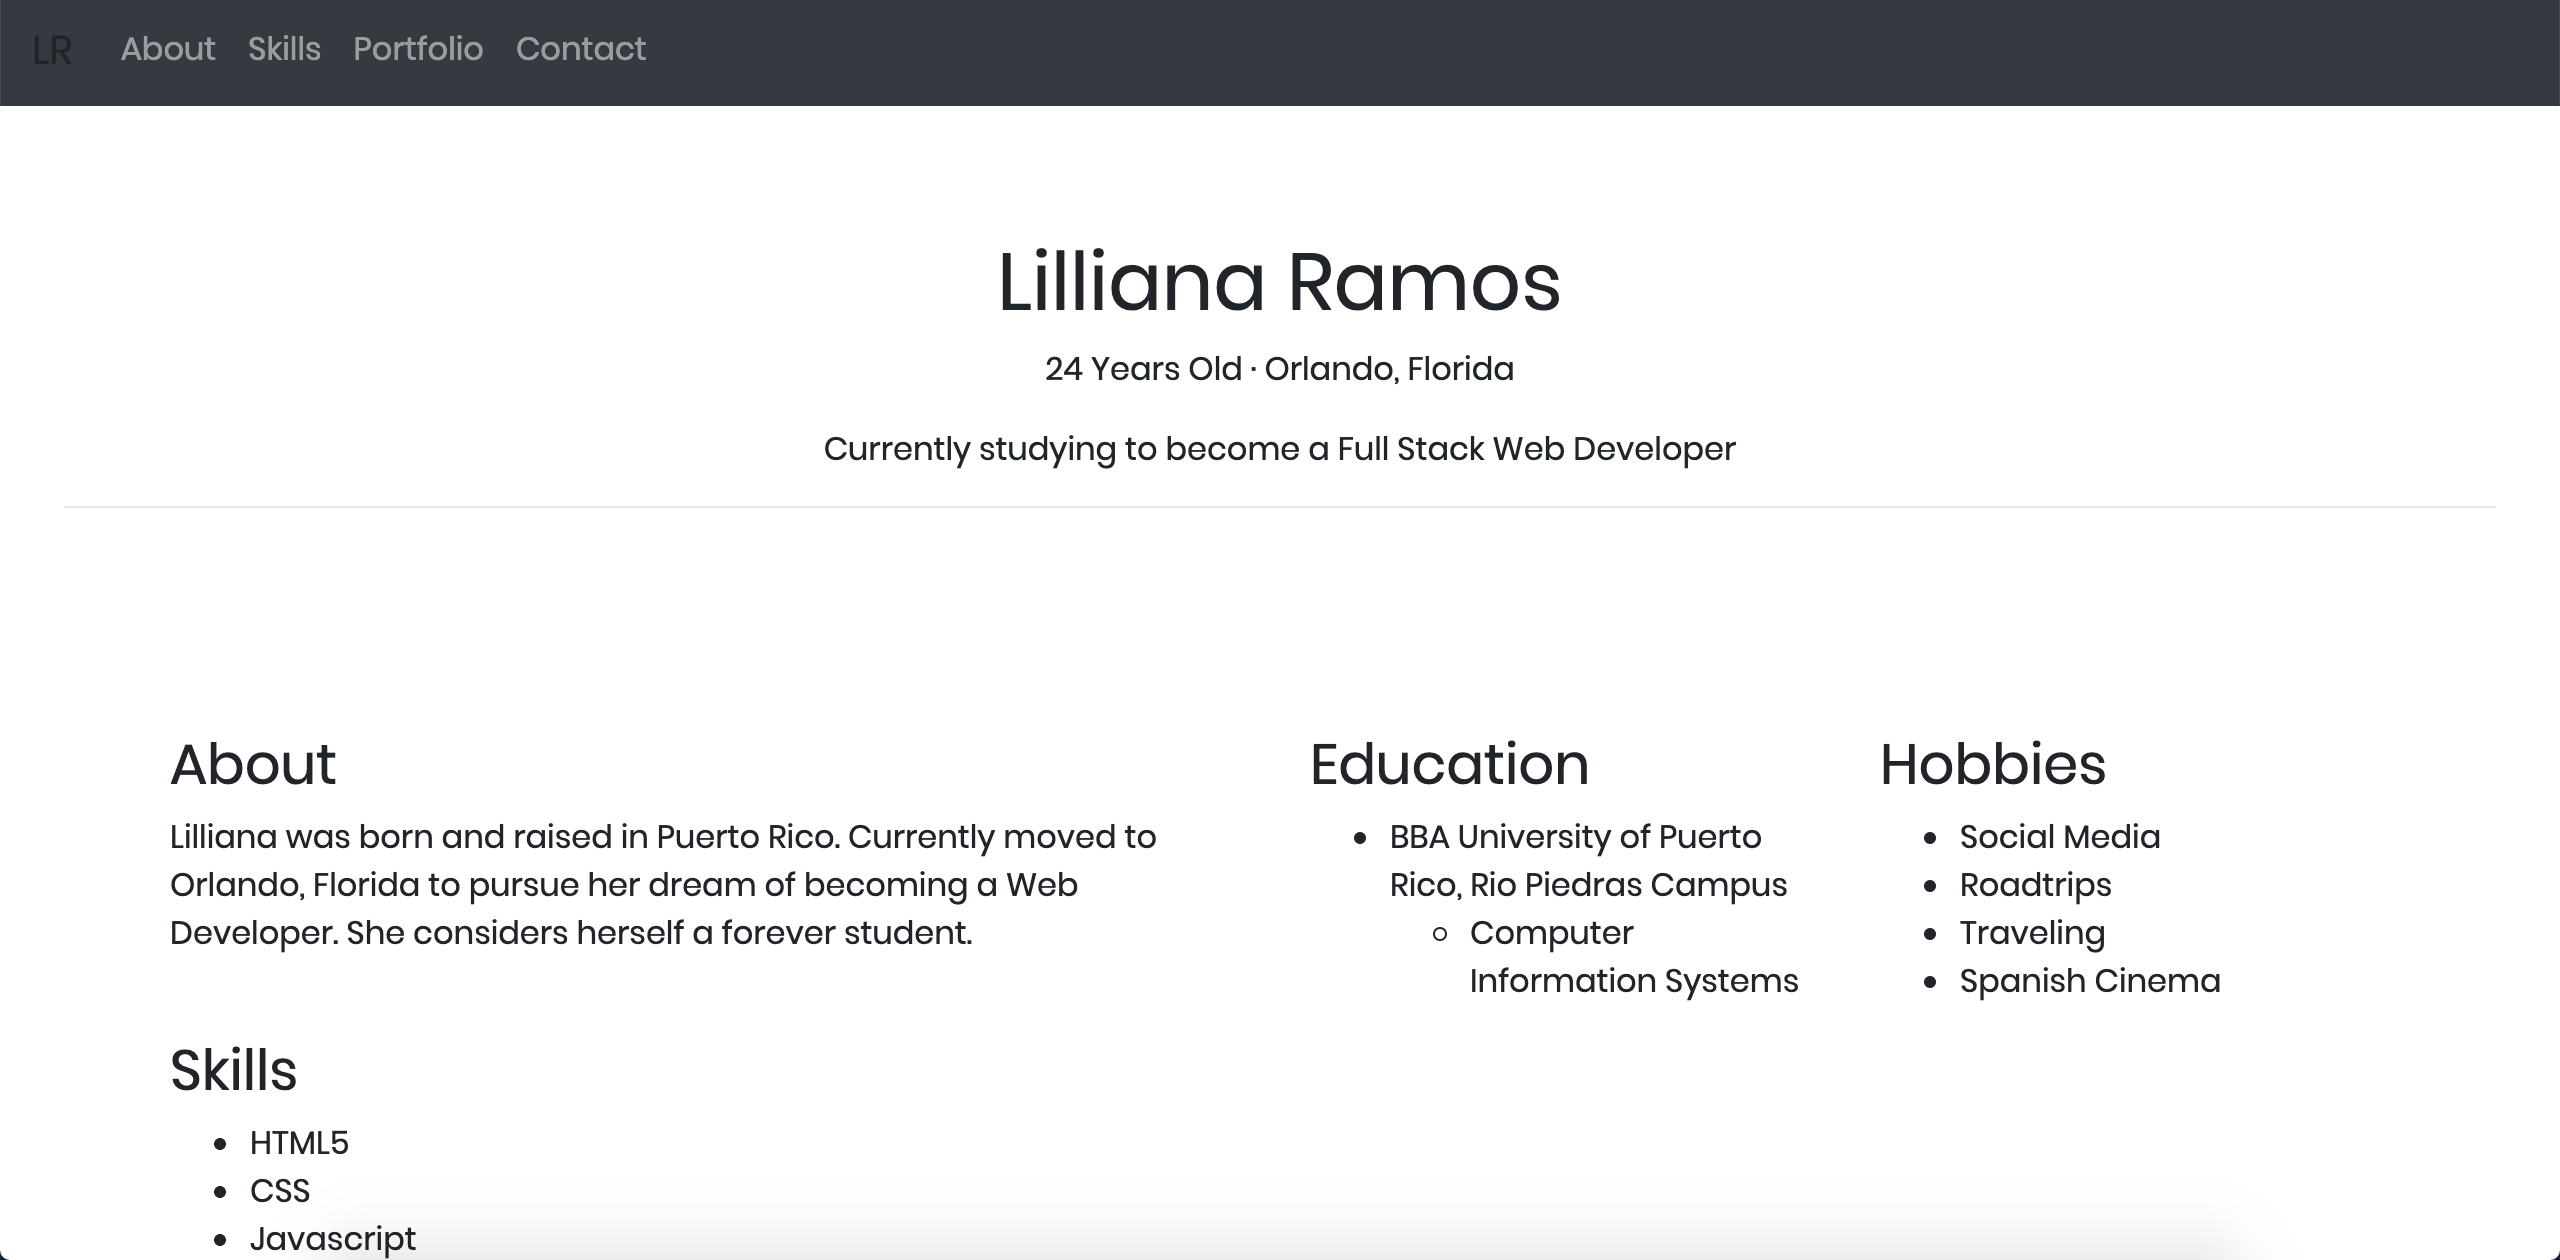 LR About Skills Portfolio Contact
Lilliana Ramos
24 Years Old · Orlando, Florida
Currently studying to become a Full Stack Web Developer
About
Lilliana was born and raised in Puerto Rico. Currently moved to
Orlando, Florida to pursue her dream of becoming a Web
Developer. She considers herself a forever student.
Education
BBA University of Puerto
Rico, Rio Piedras Campus
Computer
Information Systems
Hobbies
Social Media
Roadtrips
Traveling
Spanish Cinema
Skills
HTML5
CSS
Javascript